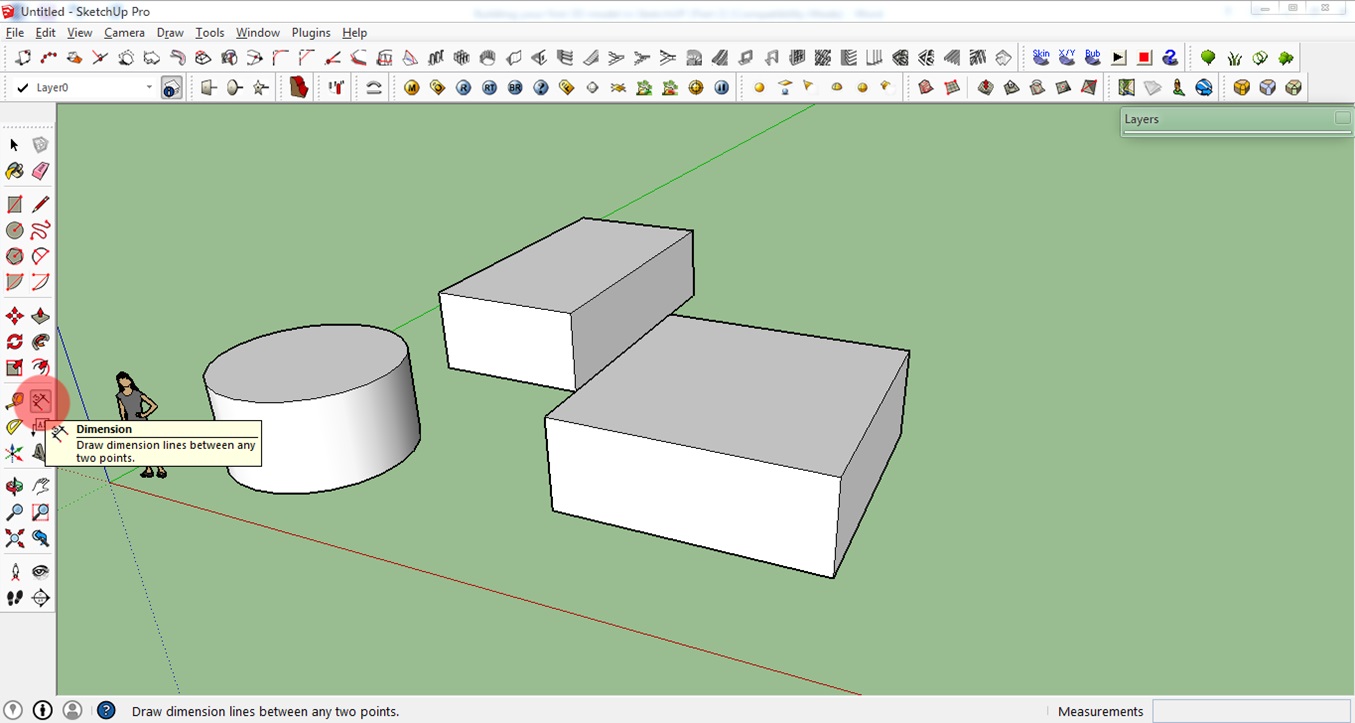 Untitled - SketchUp Pro
File Edit View Camera Draw Tools Window Plugins Help
Skin X/Y Bub
Layer0
M R RT BR ?
Layers
Dimension
Draw dimension lines between any
two points.
? Draw dimension lines between any two points.
Measurements